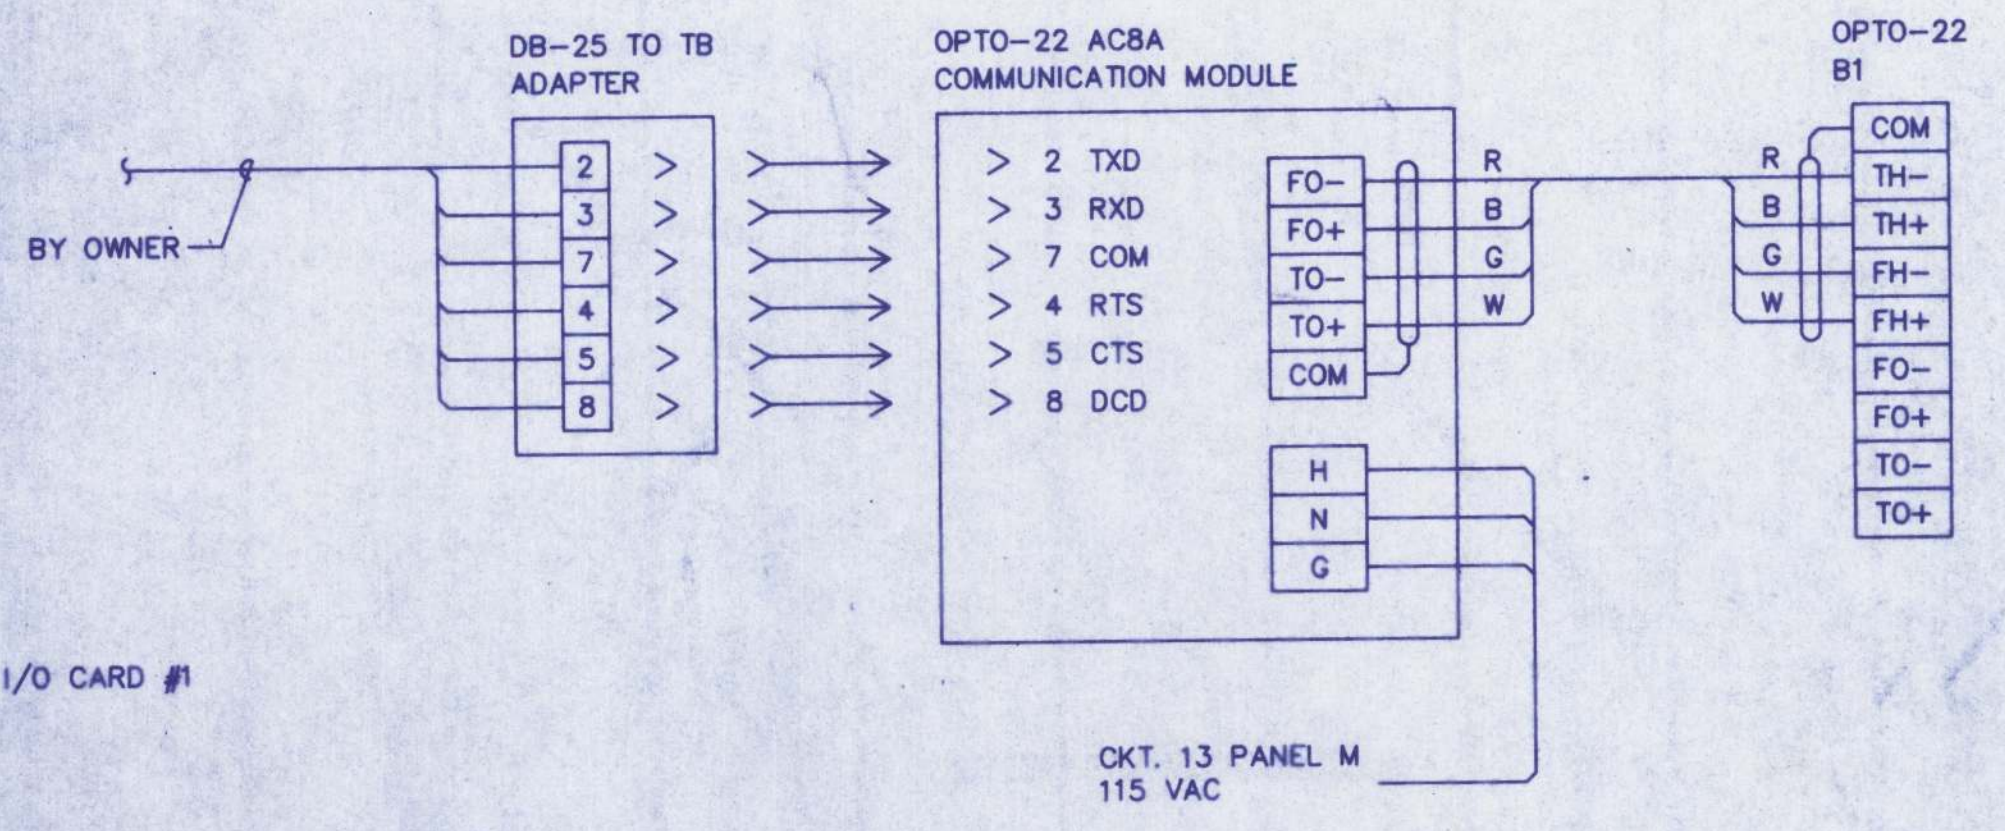 DB-25 TO TB
ADAPTER
2
3
7
4
5
8
BY OWNER
OPTO-22 AC8A
COMMUNICATION MODULE
2 TXD
3 RXD
7 COM
4 RTS
5 CTS
8 DCD
FO-
FO+
TO-
TO+
COM
H
N
G
R
B
G
W
R
B
G
W
OPTO-22
B1
COM
TH-
TH+
FH-
FH+
FO-
FO+
TO-
TO+
I/O CARD #1
CKT. 13 PANEL M
115 VAC